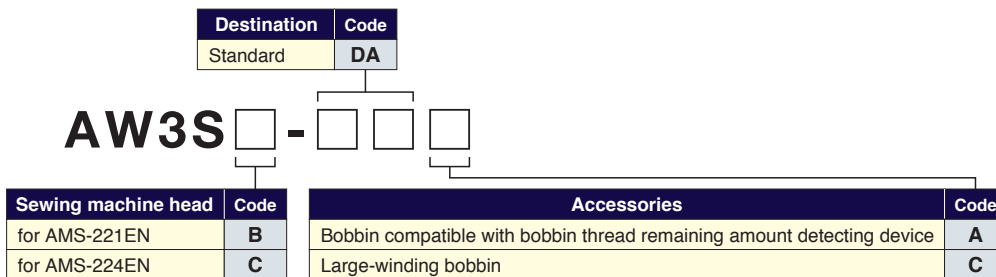 Destination Code
Standard DA
AW3S□-□□□
Sewing machine head Code
for AMS-221EN B
for AMS-224EN C
Accessories Code
Bobbin compatible with bobbin thread remaining amount detecting device A
Large-winding bobbin C